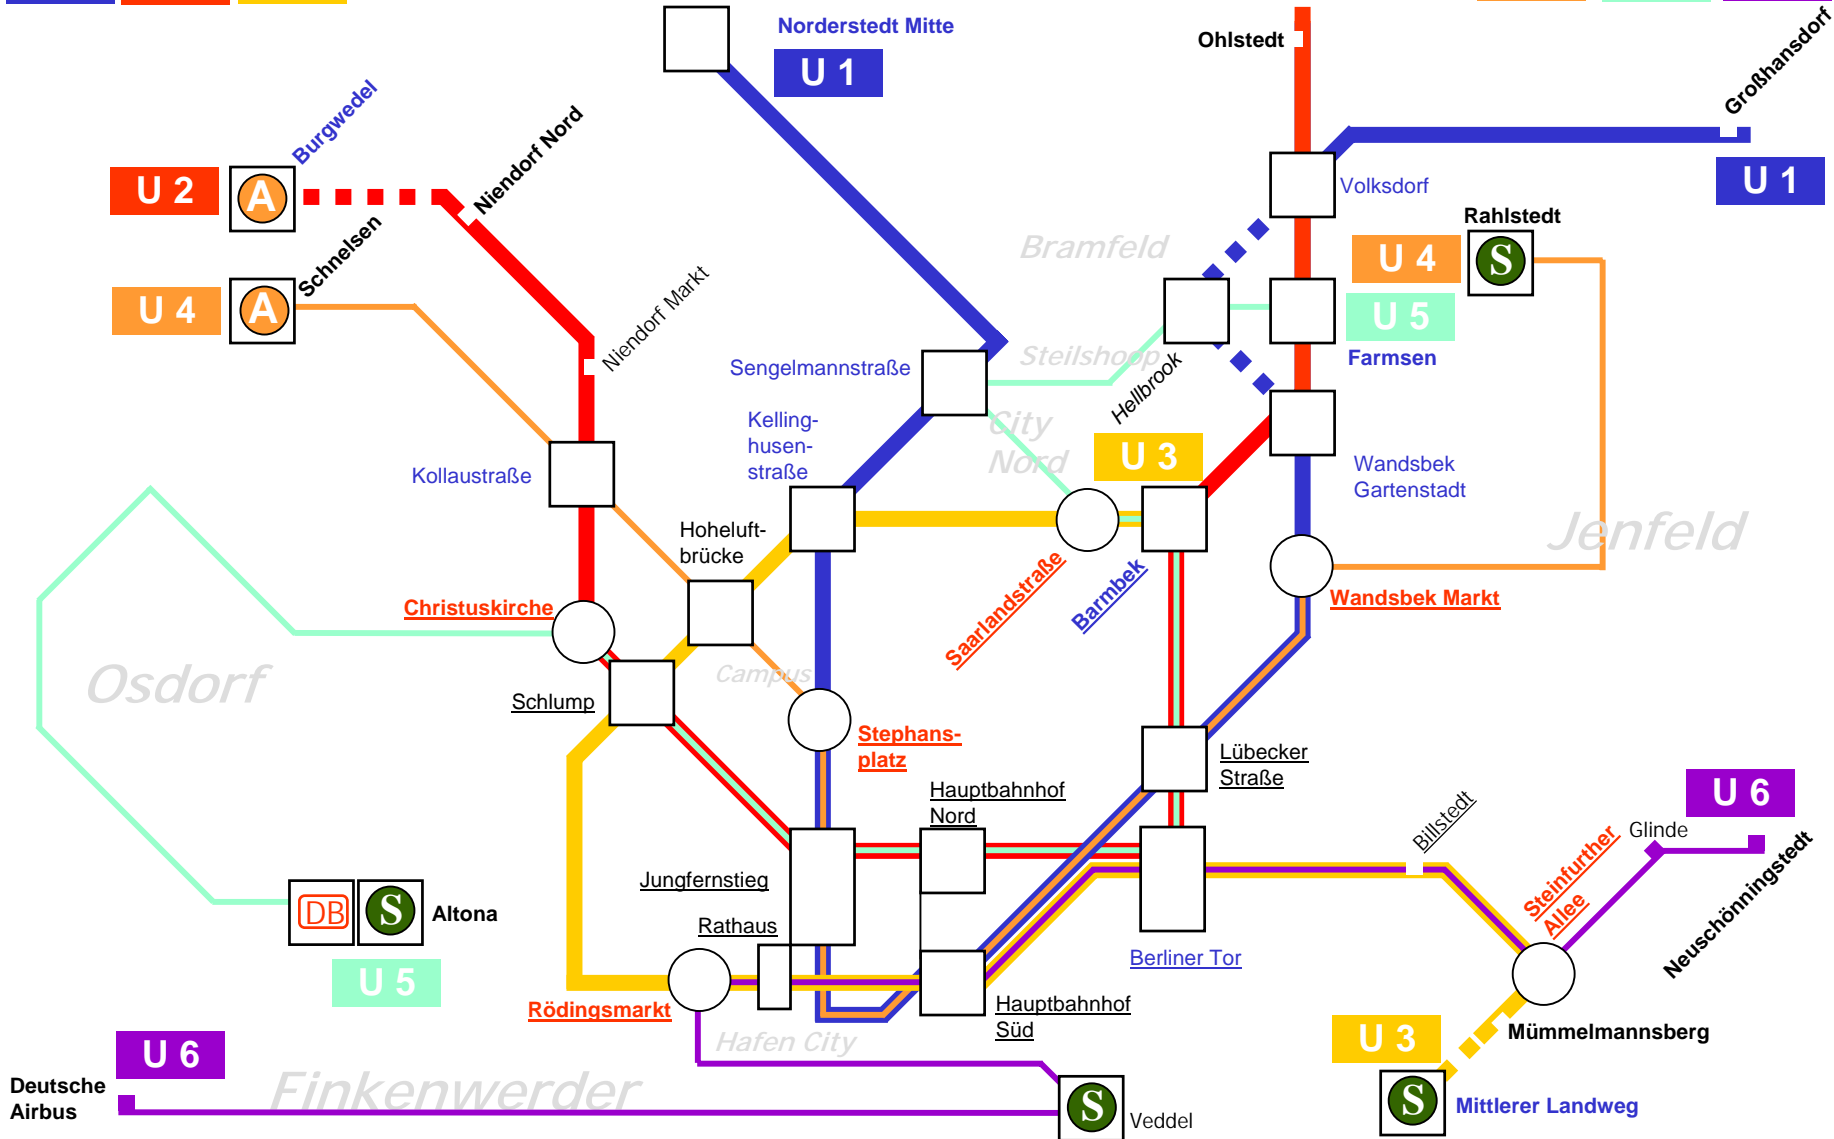 Norderstedt Mitte
U 1
Ohlstedt
Großhansdorf
U 1
Burgwedel
U 2
A
Niendorf Nord
Volksdorf
Rahlstedt
Schnelsen
U 4
A
Bramfeld
U 4
S
U 5
Niendorf Markt
Steilshoop
Farmsen
Sengelmannstraße
Hellbrook
City
Nord
Kelling-
husen-
straße
U 3
Kollaustraße
Wandsbek
Gartenstadt
Hoheluft-
brücke
Jenfeld
Christuskirche
Saarlandstraße
Barmbek
Wandsbek Markt
Osdorf
Campus
Schlump
Stephans-
platz
Lübecker
Straße
Hauptbahnhof
Nord
U 6
Billstedt
Glinde
Jungfernstieg
Steinfurther
Allee
Neuschönningstedt
DB
S
Altona
Rathaus
Berliner Tor
U 5
Rödingsmarkt
Hauptbahnhof
Süd
Hafen City
U 3
Mümmelmannsberg
U 6
Deutsche
Airbus
Finkenwerder
S
Veddel
S
Mittlerer Landweg